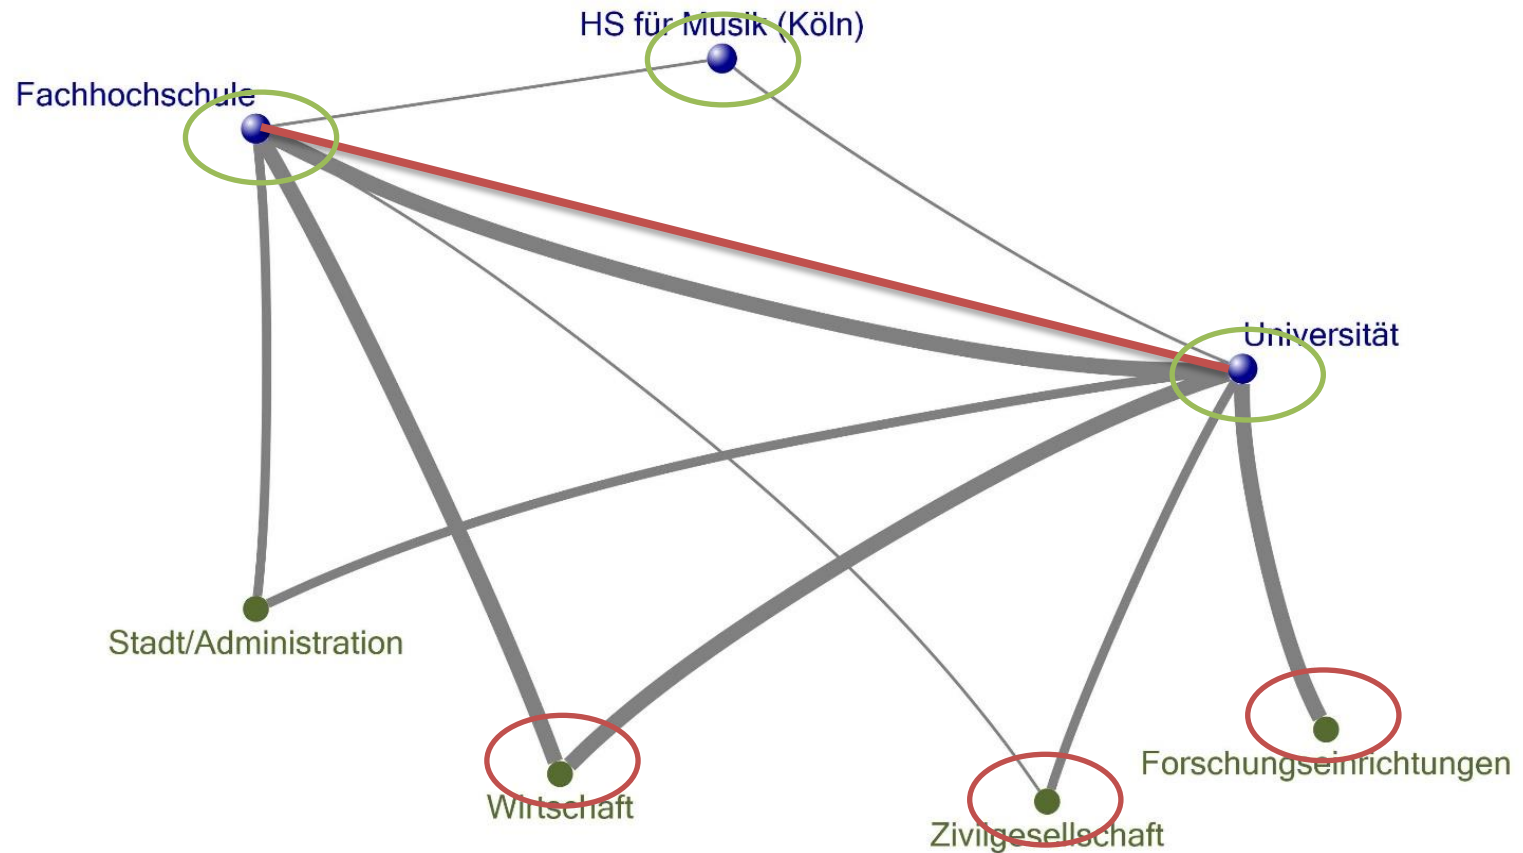 HS für Musik (Köln)
Fachhochschule
Universität
Stadt/Administration
Forschungseinrichtungen
Wirtschaft
Zivilgesellschaft